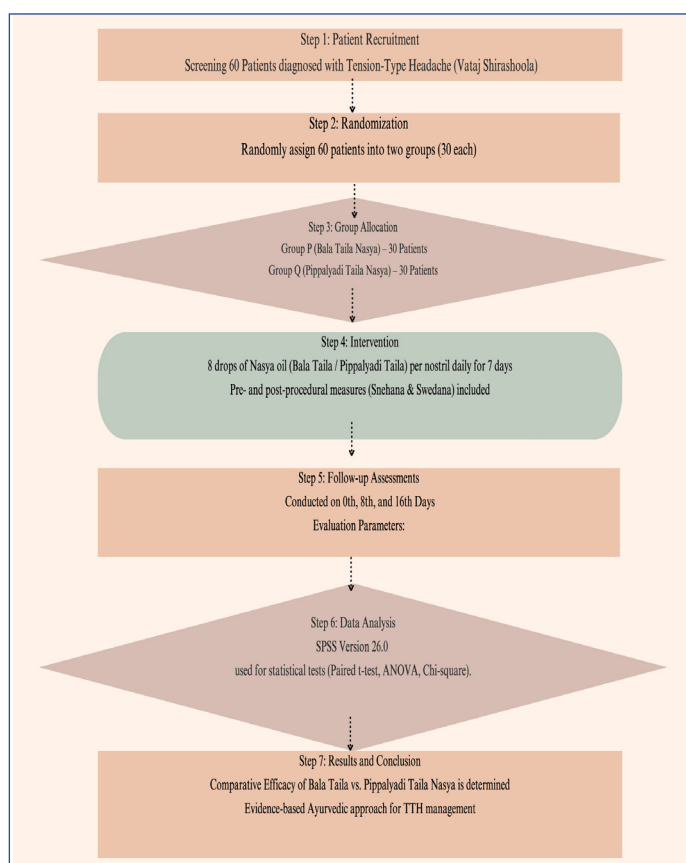 Step 1: Patient Recruitment
Screening 60 Patients diagnosed with Tension-Type Headache (Vataj Shirashoola)
Step 2: Randomization
Randomly assign 60 patients into two groups (30 each)
Step 3: Group Allocation
Group P (Bala Taila Nasya) – 30 Patients
Group Q (Pippalyadi Taila Nasya) – 30 Patients
Step 4: Intervention
8 drops of Nasya oil (Bala Taila / Pippalyadi Taila) per nostril daily for 7 days
Pre- and post-procedural measures (Snehana & Swedana) included
Step 5: Follow-up Assessments
Conducted on 0th, 8th, and 16th Days
Evaluation Parameters:
Step 6: Data Analysis
SPSS Version 26.0
used for statistical tests (Paired t-test, ANOVA, Chi-square).
Step 7: Results and Conclusion
Comparative Efficacy of Bala Taila vs. Pippalyadi Taila Nasya is determined
Evidence-based Ayurvedic approach for TTH management